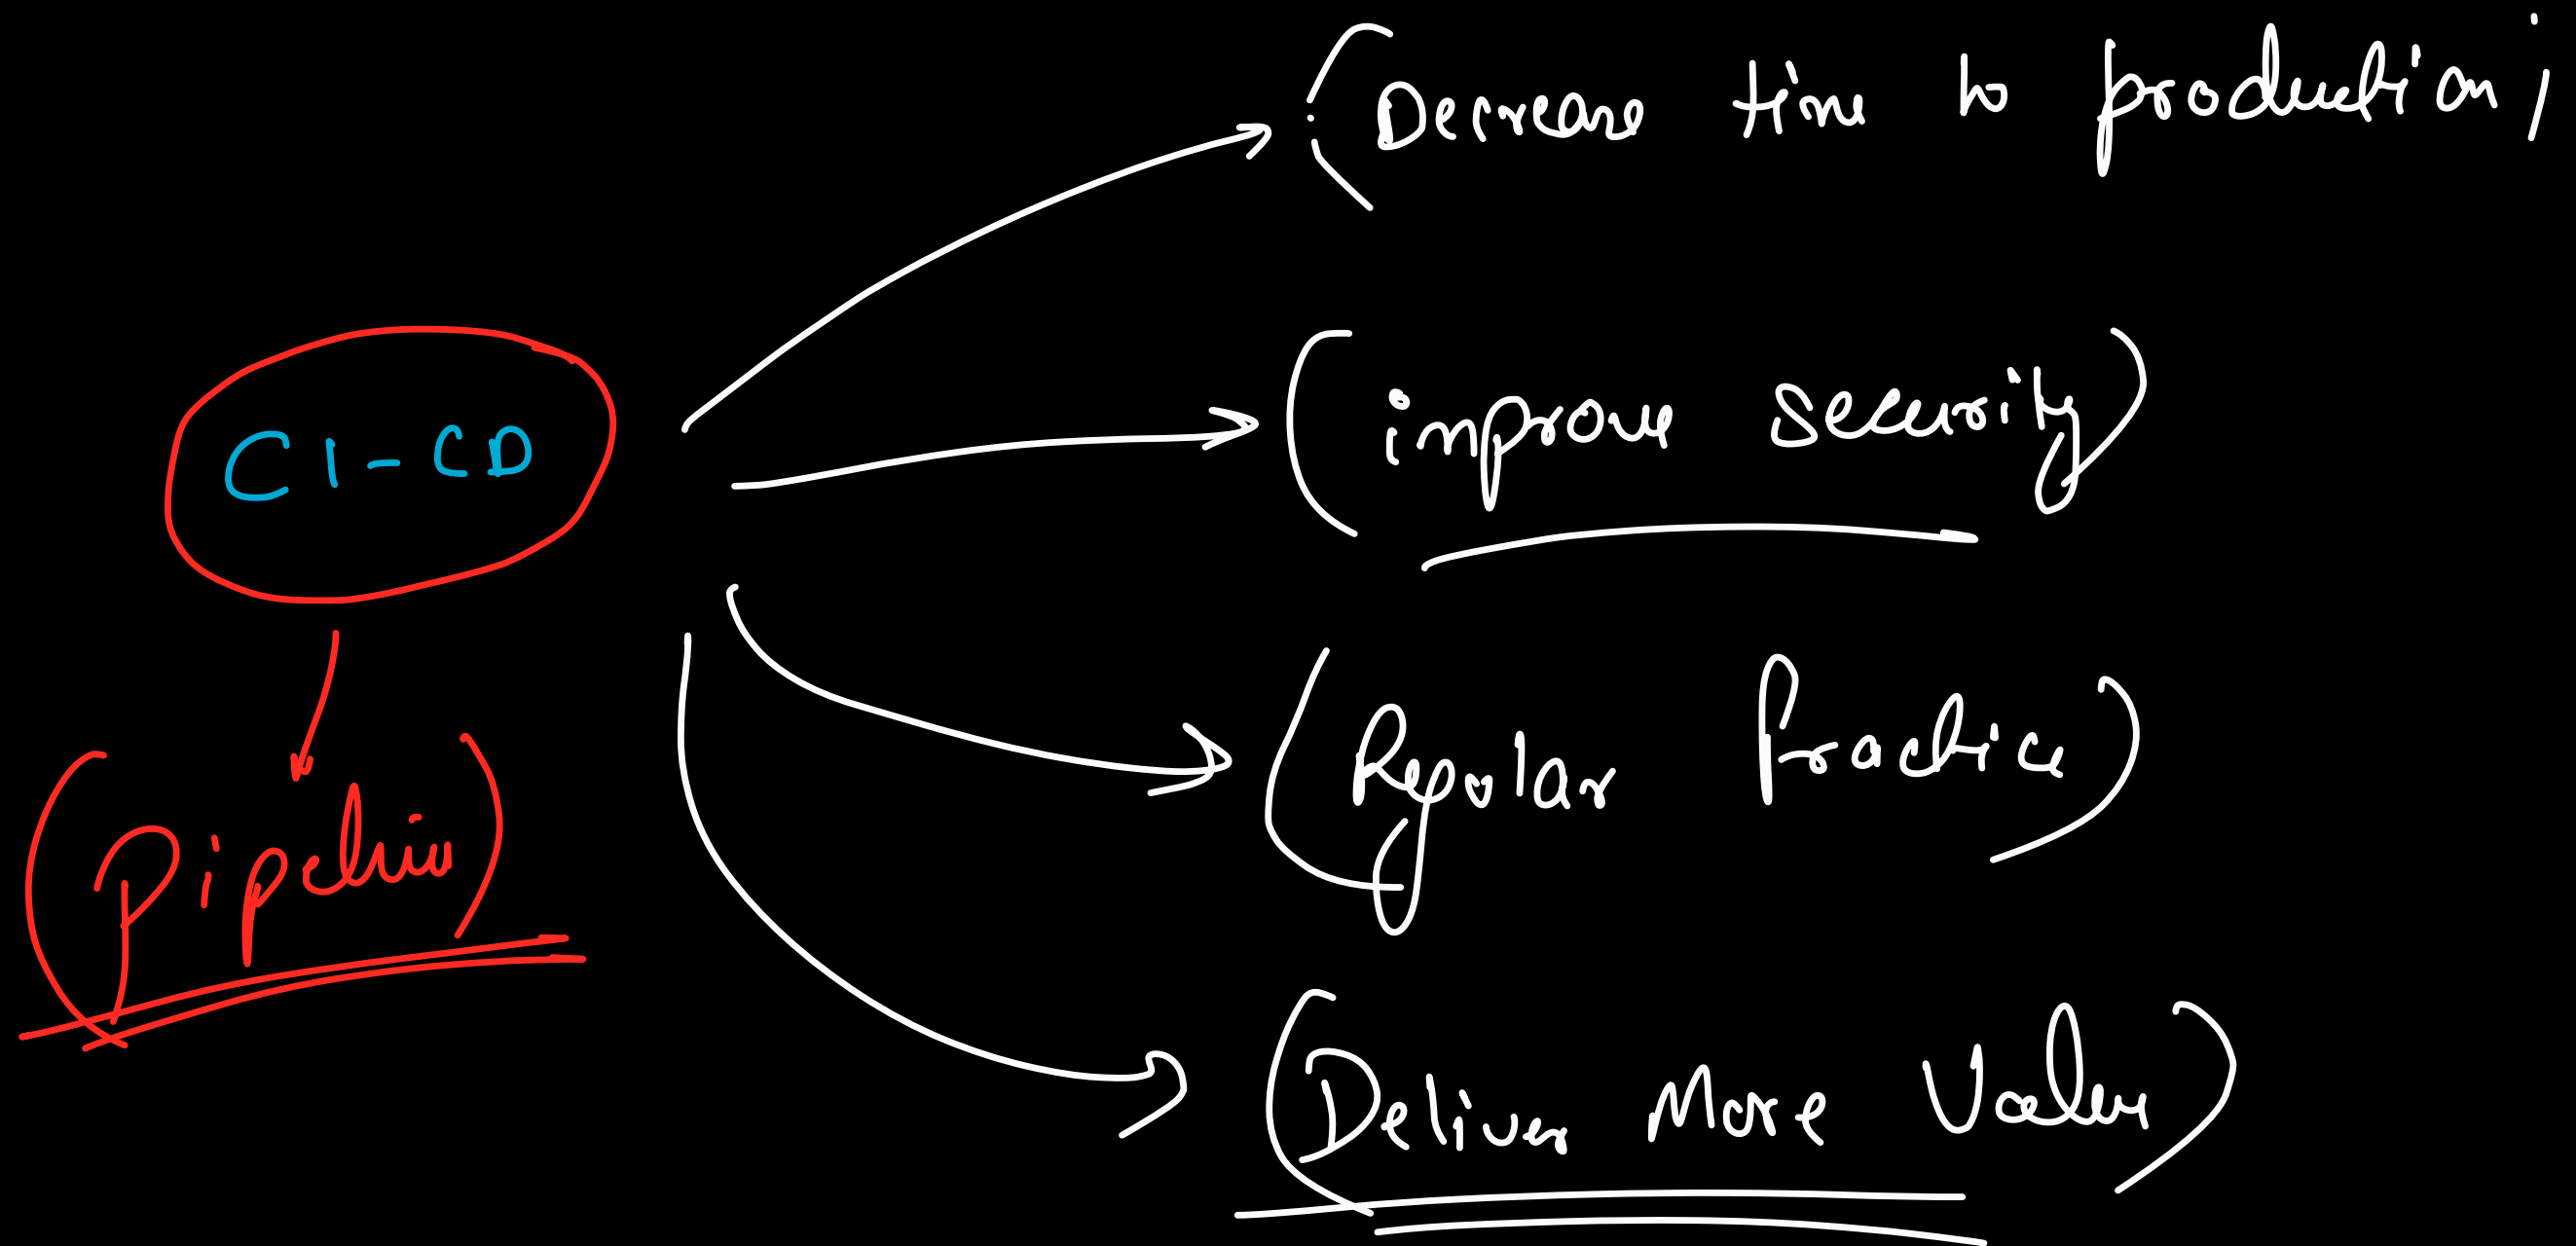 (Decrease time to production;
CI-CD
(improve security)
(Regular Practice)
(Pipeline)
(Deliver More Value)